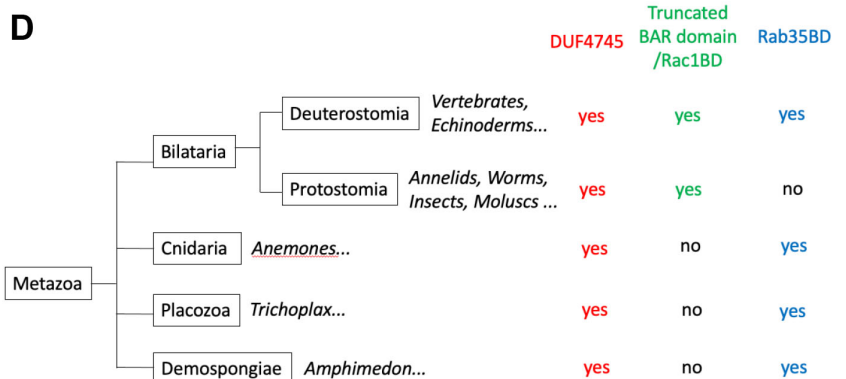 D
DUF4745
Truncated
BAR domain
/Rac1BD
Rab35BD
Bilataria
Deuterostomia
Vertebrates,
Echinoderms...
yes
yes
yes
Protostomia
Annelids, Worms,
Insects, Moluscs ...
yes
yes
no
Metazoa
Cnidaria
Anemones...
yes
no
yes
Placozoa
Trichoplax...
yes
no
yes
Demospongiae
Amphimedon...
yes
no
yes